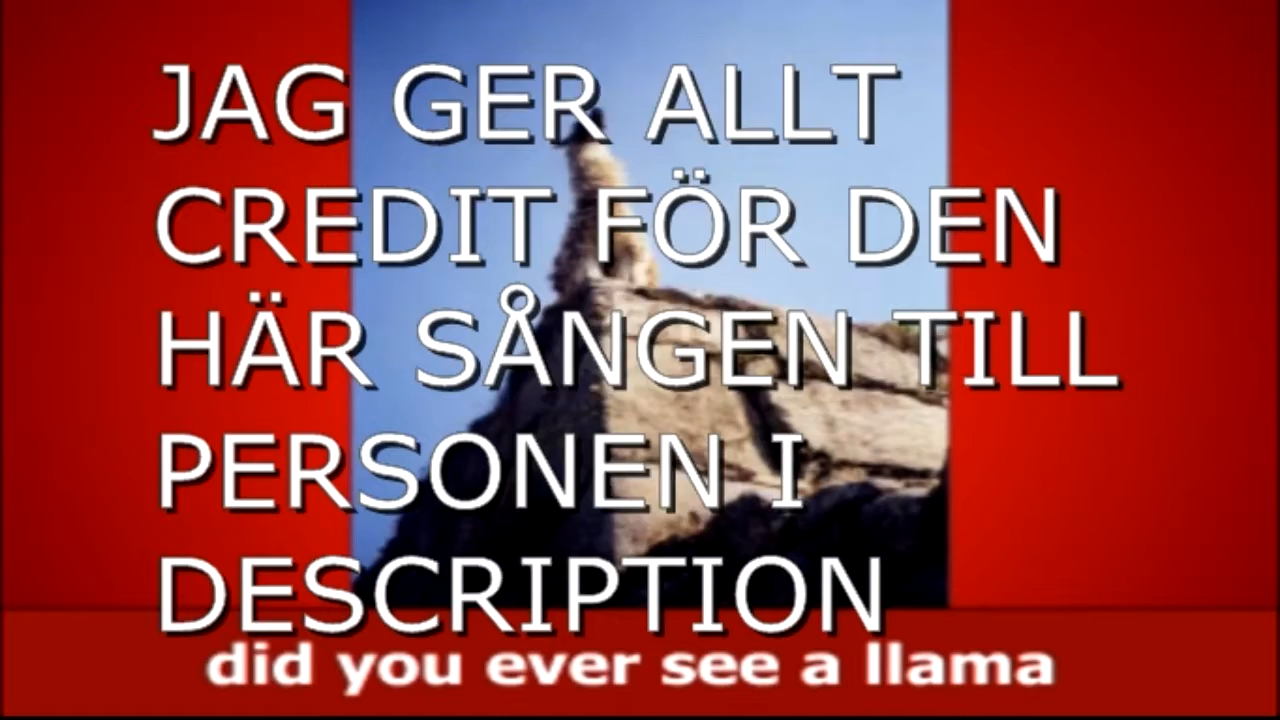 JAG GER ALLT
CREDIT FÖR DEN
HÄR SÅNGEN TILL
PERSONEN I
DESCRIPTION
did you ever see a llama